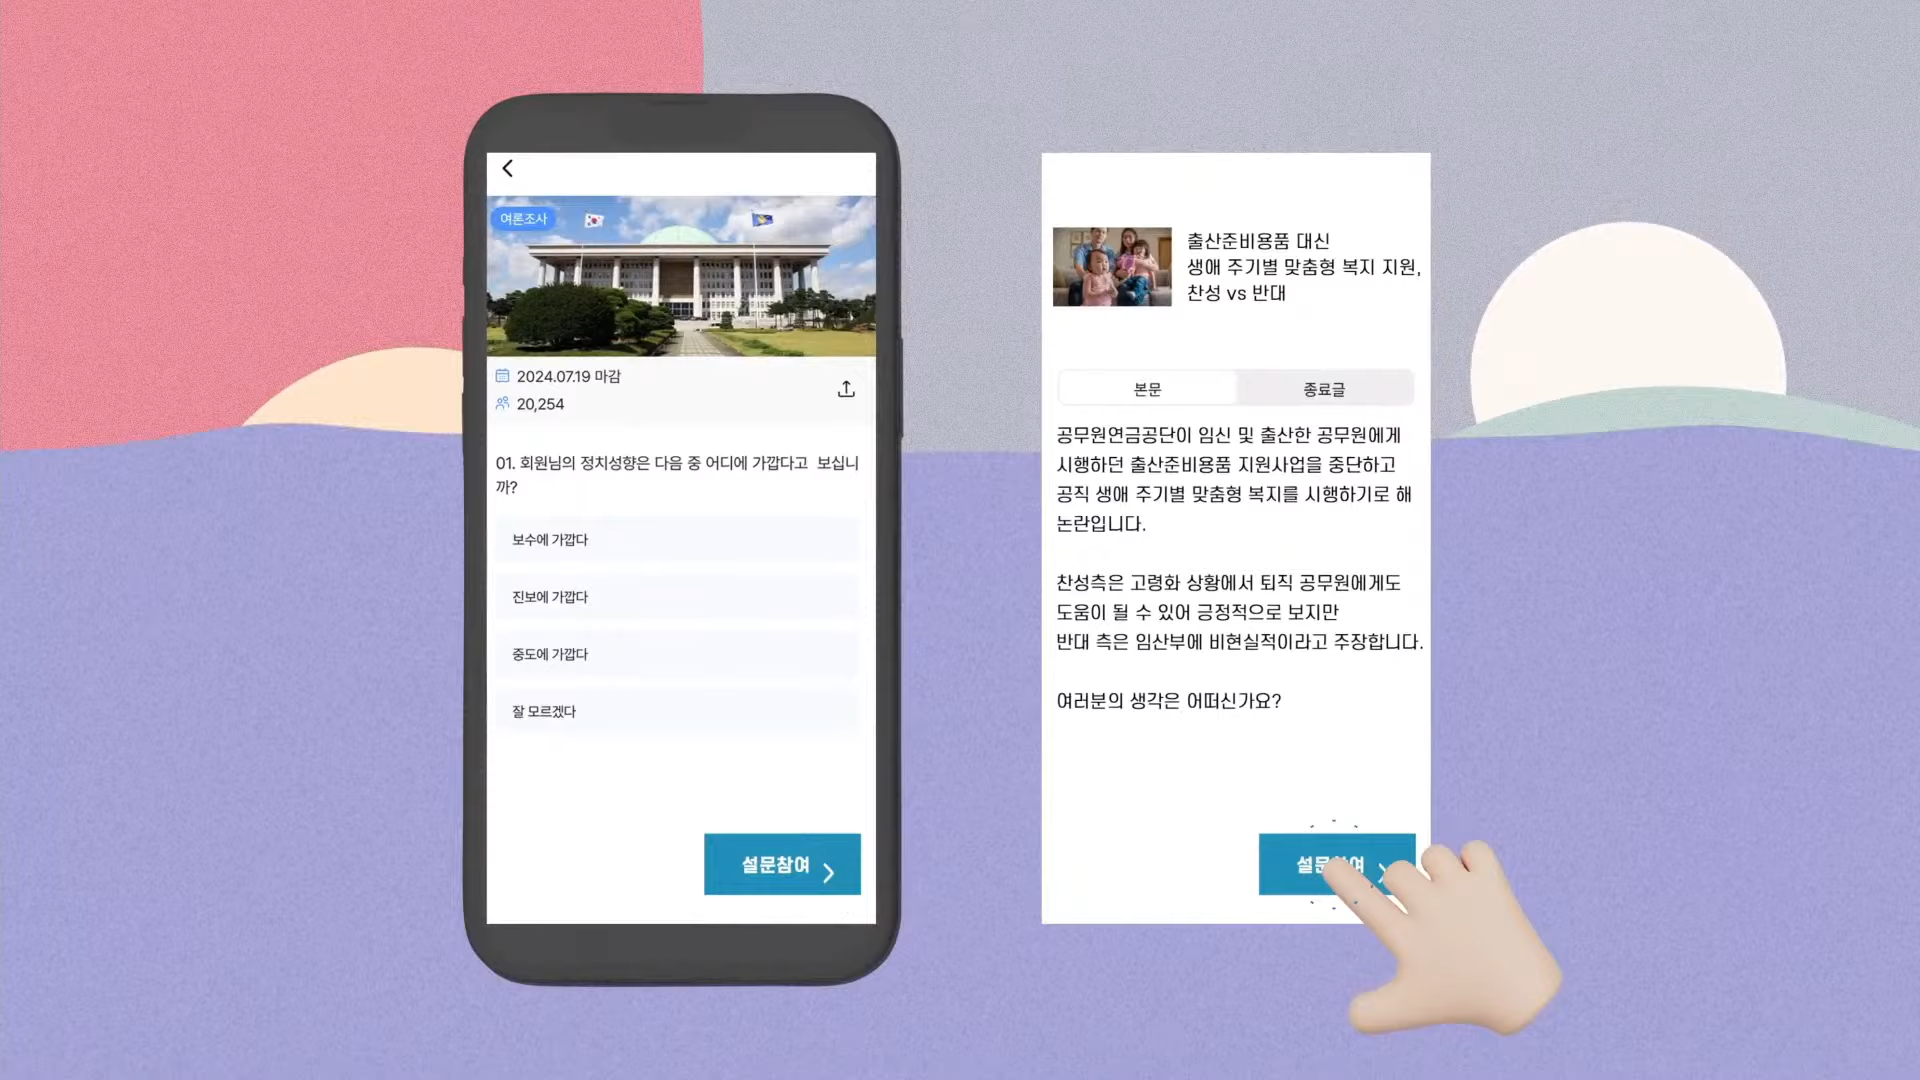 여론조사
2024.07.19 마감
20,254
01. 회원님의 정치성향은 다음 중 어디에 가깝다고 보십니
까?
보수에 가깝다
진보에 가깝다
중도에 가깝다
잘 모르겠다
설문참여
출산준비용품 대신
생애 주기별 맞춤형 복지 지원,
찬성 vs 반대
본문
종료글
공무원연금공단이 임신 및 출산한 공무원에게
시행하던 출산준비용품 지원사업을 중단하고
공직 생애 주기별 맞춤형 복지를 시행하기로 해
논란입니다.
찬성측은 고령화 상황에서 퇴직 공무원에게도
도움이 될 수 있어 긍정적으로 보지만
반대 측은 임산부에 비현실적이라고 주장합니다.
여러분의 생각은 어떠신가요?
설문참여